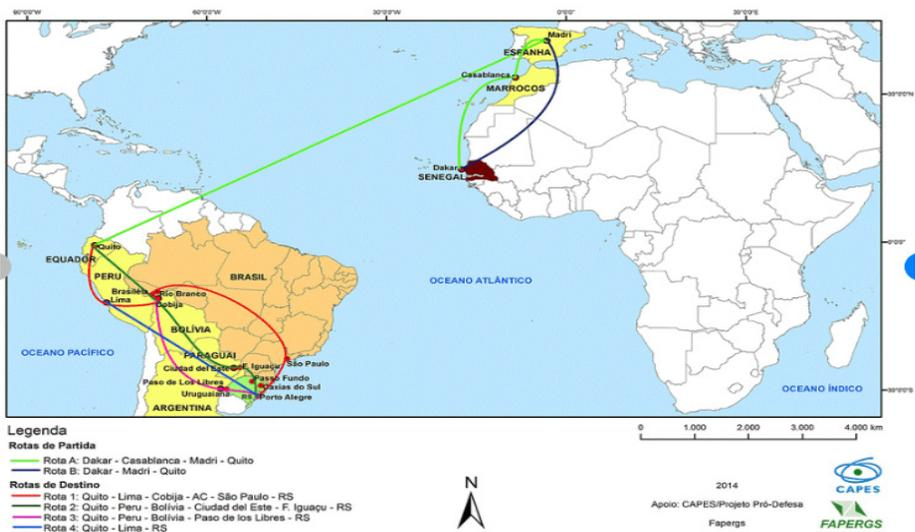 60°0'0"W
30°0'0"W
0°0'0"
30°0'0"E
Madri
ESPANHA
Casablanca
MARROCOS
30°0'0"N
Dakar
SENEGAL
Quito
EQUADOR
0°0'0"S
PERU
BRASIL
OCEANO ATLÂNTICO
Brasiléia
Rio Branco
Lima
Cobija
BOLÍVIA
OCEANO PACÍFICO
PARAGUAI
São Paulo
Ciudad del Este
F. Iguaçu
Passo Fundo
Paso de Los Libres
Caxias do Sul
OCEANO ÍNDICO
Uruguaiana
RS
Porto Alegre
30°0'0"S
ARGENTINA
Legenda
Rotas de Partida
Rota A: Dakar - Casablanca - Madri - Quito
Rota B: Dakar - Madri - Quito
Rotas de Destino
Rota 1: Quito - Lima - Cobija - AC - São Paulo - RS
Rota 2: Quito - Peru - Bolívia - Ciudad del Este - F. Iguaçu - RS
Rota 3: Quito - Peru - Bolívia - Paso de los Libres - RS
Rota 4: Quito - Lima - RS
N
0 1.000 2.000 3.000 4.000 km
2014
Apoio: CAPES/Projeto Pró-Defesa
Fapergs
CAPES
FAPERGS